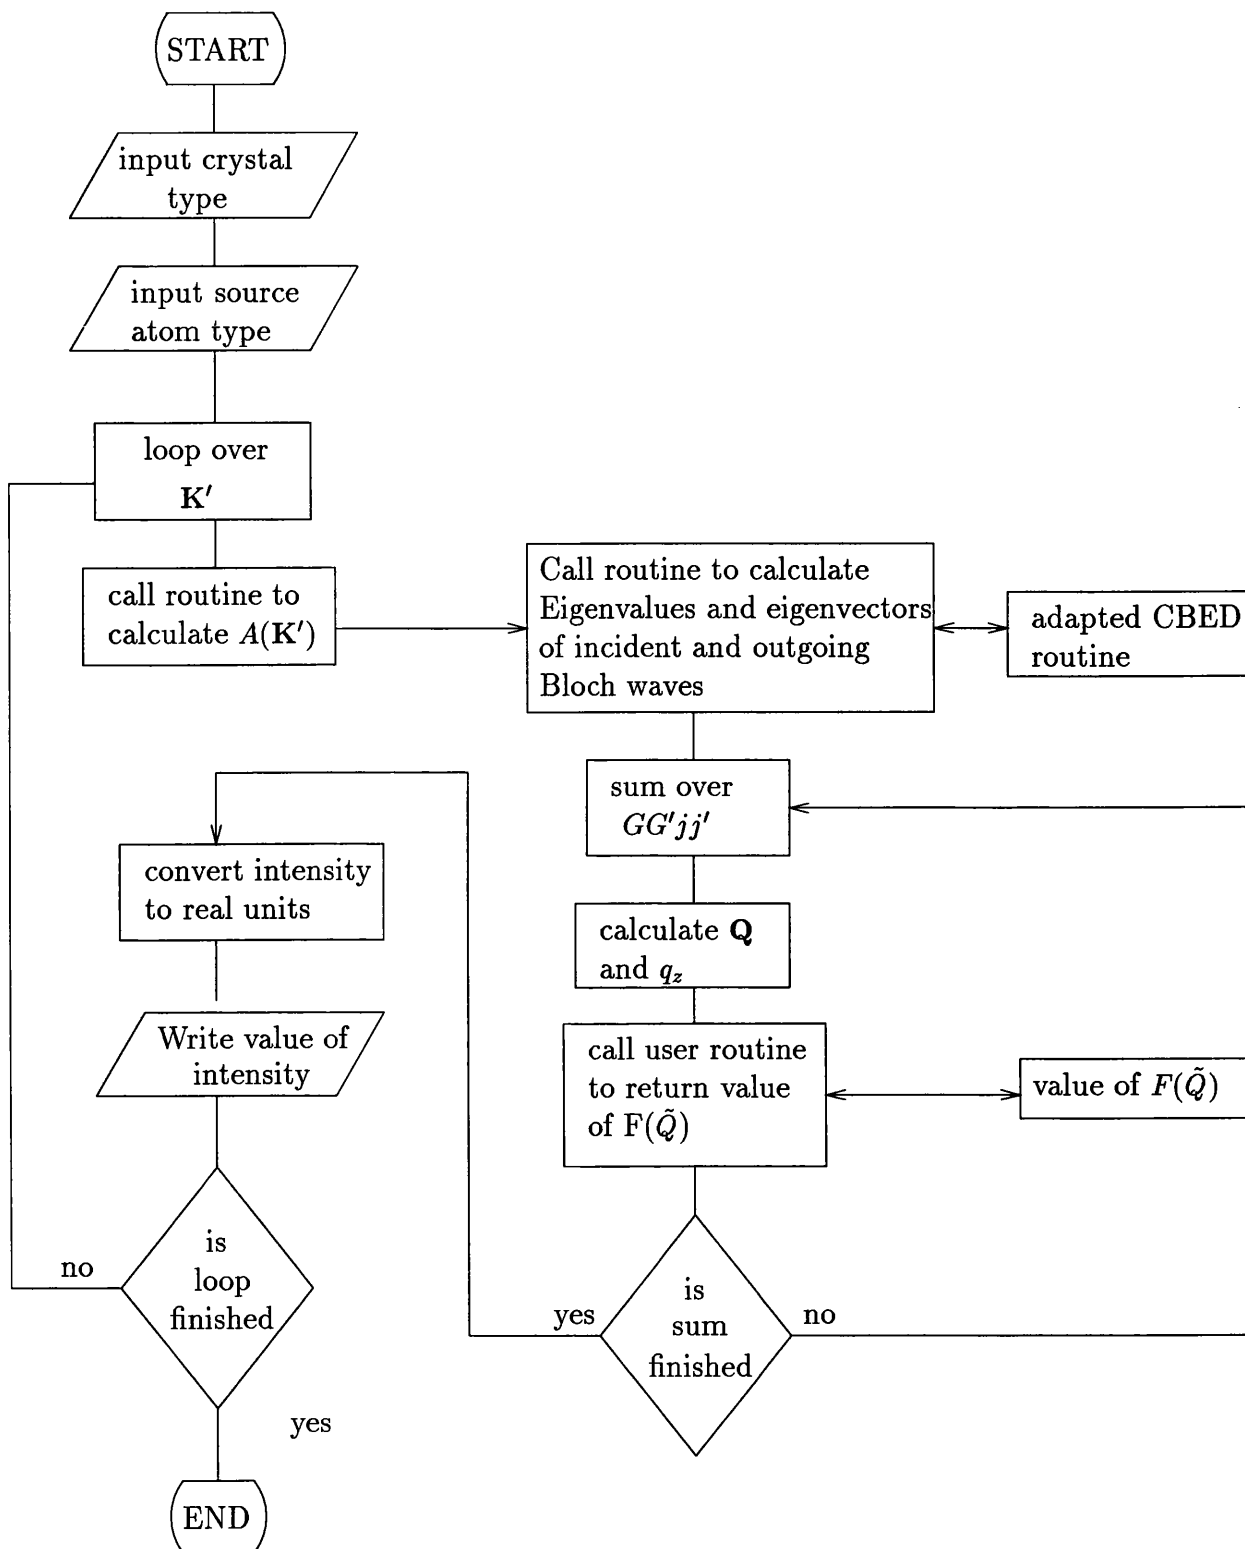 START
input crystal
type
input source
atom type
loop over
K′
call routine to
calculate A(K′)
Call routine to calculate
Eigenvalues and eigenvectors
of incident and outgoing
Bloch waves
adapted CBED
routine
sum over
GG′jj′
calculate Q
and q_z
call user routine
to return value
of F(Q̃)
value of F(Q̃)
is
sum
finished
yes
no
convert intensity
to real units
Write value of
intensity
is
loop
finished
no
yes
END